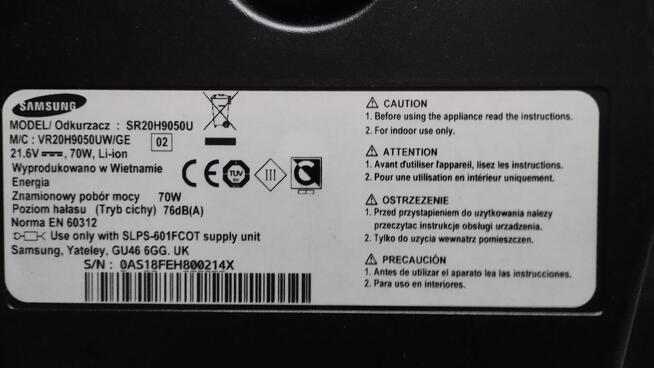 SAMSUNG
MODEL/ Odkurzacz : SR20H9050U
M/C: VR20H9050UW/GE 02
21.6V, 70W, Li-ion
Wyprodukowano w Wietnamie
Energia
Znamionowy pobór mocy 70W
Poziom hałasu (Tryb cichy) 76dB(A)
Norma EN 60312
Use only with SLPS-601FCOT supply unit
Samsung, Yateley, GU46 6GG. UK
S/N : 0AS18FEH800214X
CE
TUV
III
⚠ CAUTION
1. Before using the appliance read the instructions.
2. For indoor use only.
⚠ ATTENTION
1. Avant d'utiliser l'appareil, lisez les instructions.
2. Pour une utilisation en intérieur uniquement.
⚠ OSTRZEZENIE
1. Przed przystapieniem do uzytkowania nalezy
przeczytac instrukcje obslugi urzadzenia.
2. Tylko do uzycia wewnatrz pomieszczen.
⚠ PRECAUCIÓN
1. Antes de utilizar el aparato lea las instrucciones.
2. Para uso en interiores.